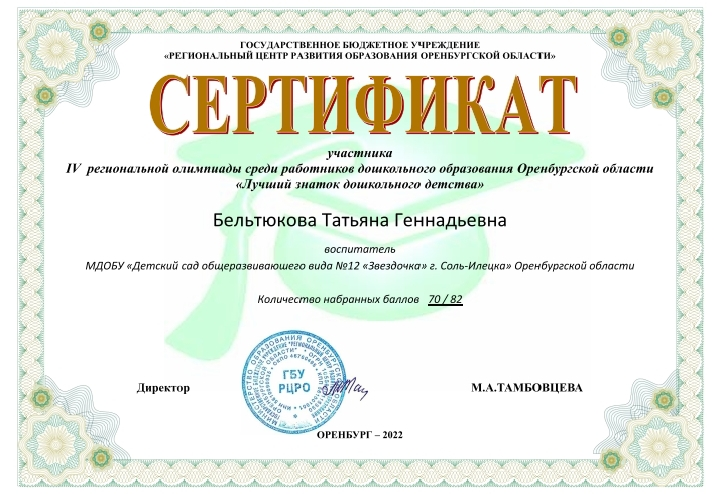 ГОСУДАРСТВЕННОЕ БЮДЖЕТНОЕ УЧРЕЖДЕНИЕ
«РЕГИОНАЛЬНЫЙ ЦЕНТР РАЗВИТИЯ ОБРАЗОВАНИЯ ОРЕНБУРГСКОЙ ОБЛАСТИ»
СЕРТИФИКАТ
участника
IV региональной олимпиады среди работников дошкольного образования Оренбургской области
«Лучший знаток дошкольного детства»
Бельтюкова Татьяна Геннадьевна
воспитатель
МДОБУ «Детский сад общеразвивающего вида №12 «Звездочка» г. Соль-Илецка» Оренбургской области
Количество набранных баллов 70 / 82
ГБУ
РЦРО
Директор
М.А.ТАМБОВЦЕВА
ОРЕНБУРГ – 2022